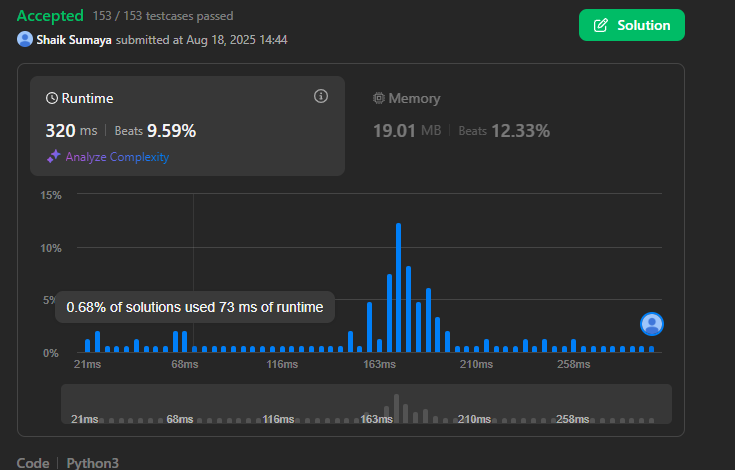 Accepted 153 / 153 testcases passed
Solution
Shaik Sumaya submitted at Aug 18, 2025 14:44
Runtime
320 ms Beats 9.59%
Analyze Complexity
Memory
19.01 MB Beats 12.33%
15%
10%
5%
0.68% of solutions used 73 ms of runtime
0%
21ms 68ms 116ms 163ms 210ms 258ms
21ms 68ms 116ms 163ms 210ms 258ms
Code Python3